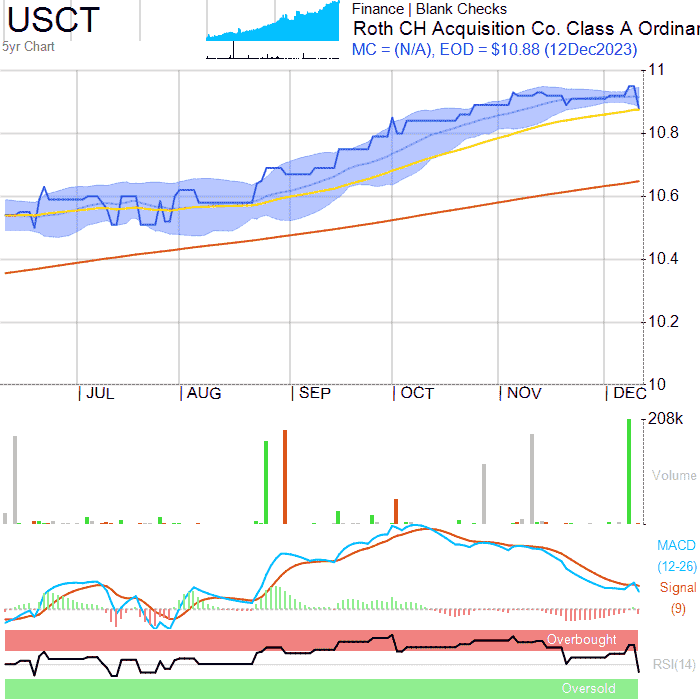 USCT
5yr Chart
Finance | Blank Checks
Roth CH Acquisition Co. Class A Ordinar
MC = (N/A), EOD = $10.88 (12Dec2023)
11
10.8
10.6
10.4
10.2
10
JUL AUG SEP OCT NOV DEC
208k
Volume
MACD
(12-26)
Signal
(9)
Overbought
RSI(14)
Oversold